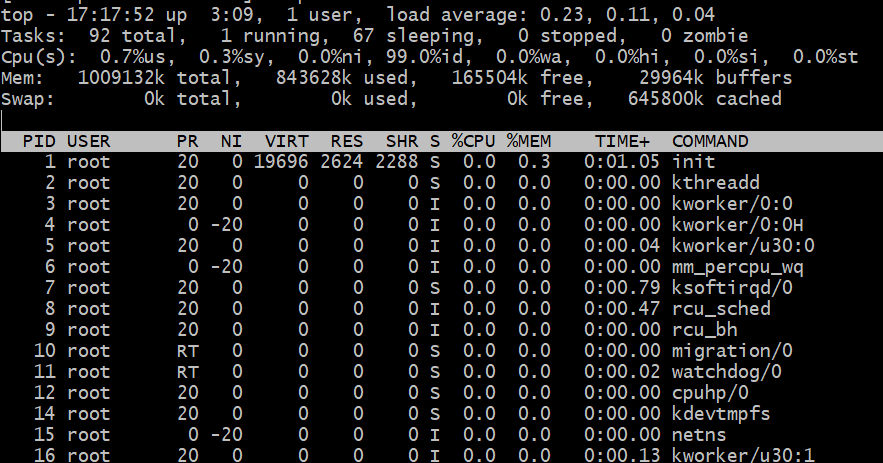 top - 17:17:52 up  3:09,  1 user,  load average: 0.23, 0.11, 0.04
Tasks:  92 total,   1 running,  67 sleeping,   0 stopped,   0 zombie
Cpu(s):  0.7%us,  0.3%sy,  0.0%ni, 99.0%id,  0.0%wa,  0.0%hi,  0.0%si,  0.0%st
Mem:   1009132k total,   843628k used,   165504k free,    29964k buffers
Swap:        0k total,        0k used,        0k free,   645800k cached
PID USER      PR  NI  VIRT  RES  SHR S %CPU %MEM    TIME+  COMMAND
1 root      20   0 19696 2624 2288 S  0.0  0.3   0:01.05 init
2 root      20   0     0    0    0 S  0.0  0.0   0:00.00 kthreadd
3 root      20   0     0    0    0 I  0.0  0.0   0:00.00 kworker/0:0
4 root       0 -20     0    0    0 I  0.0  0.0   0:00.00 kworker/0:0H
5 root      20   0     0    0    0 I  0.0  0.0   0:00.04 kworker/u30:0
6 root       0 -20     0    0    0 I  0.0  0.0   0:00.00 mm_percpu_wq
7 root      20   0     0    0    0 S  0.0  0.0   0:00.79 ksoftirqd/0
8 root      20   0     0    0    0 I  0.0  0.0   0:00.47 rcu_sched
9 root      20   0     0    0    0 I  0.0  0.0   0:00.00 rcu_bh
10 root      RT   0     0    0    0 S  0.0  0.0   0:00.00 migration/0
11 root      RT   0     0    0    0 S  0.0  0.0   0:00.02 watchdog/0
12 root      20   0     0    0    0 S  0.0  0.0   0:00.00 cpuhp/0
14 root      20   0     0    0    0 S  0.0  0.0   0:00.00 kdevtmpfs
15 root       0 -20     0    0    0 I  0.0  0.0   0:00.00 netns
16 root      20   0     0    0    0 I  0.0  0.0   0:00.13 kworker/u30:1